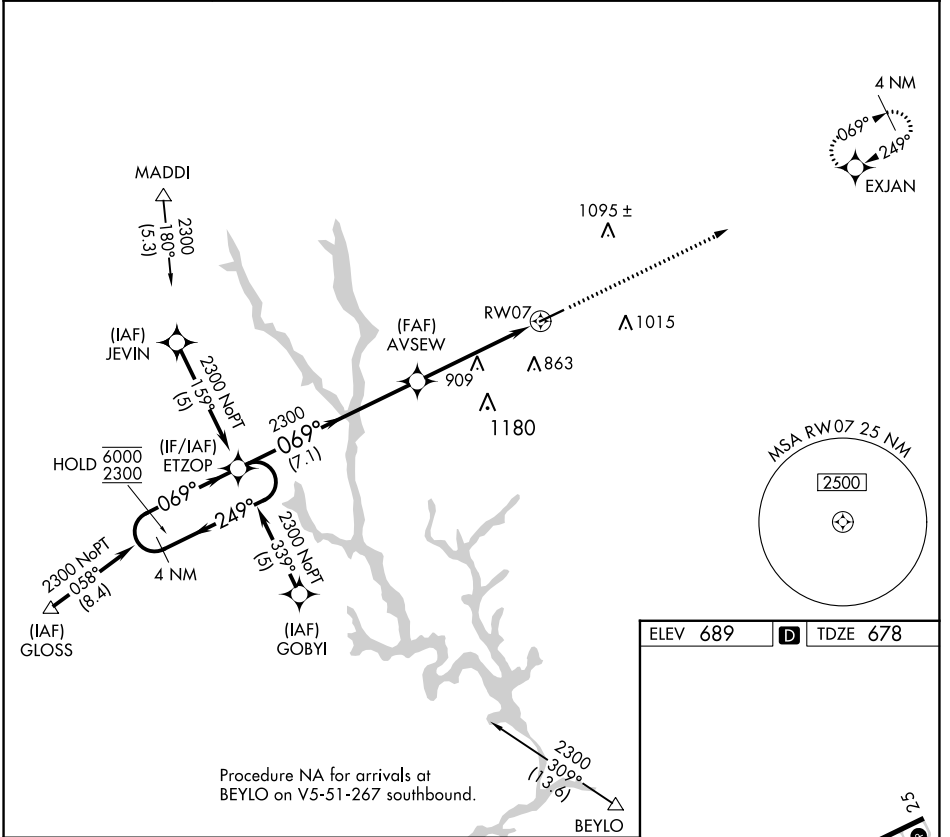 4 NM
069°
249°
EXJAN
MADDI
2300
180°
(5.3)
1095 ±
RW07
1015
(IAF)
JEVIN
(FAF)
AVSEW
2300 NoPT
159°
(5)
909
863
1180
2300
069°
(7.1)
(IF/IAF)
ETZOP
HOLD 6000
2300
069°
249°
MSA RW07 25 NM
2500
2300 NoPT
058°
(8.4)
4 NM
2300 NoPT
339°
(5)
(IAF)
GLOSS
(IAF)
GOBYI
ELEV 689 D TDZE 678
Procedure NA for arrivals at
BEYLO on V5-51-267 southbound.
2300
309°
(13.6)
BEYLO
25